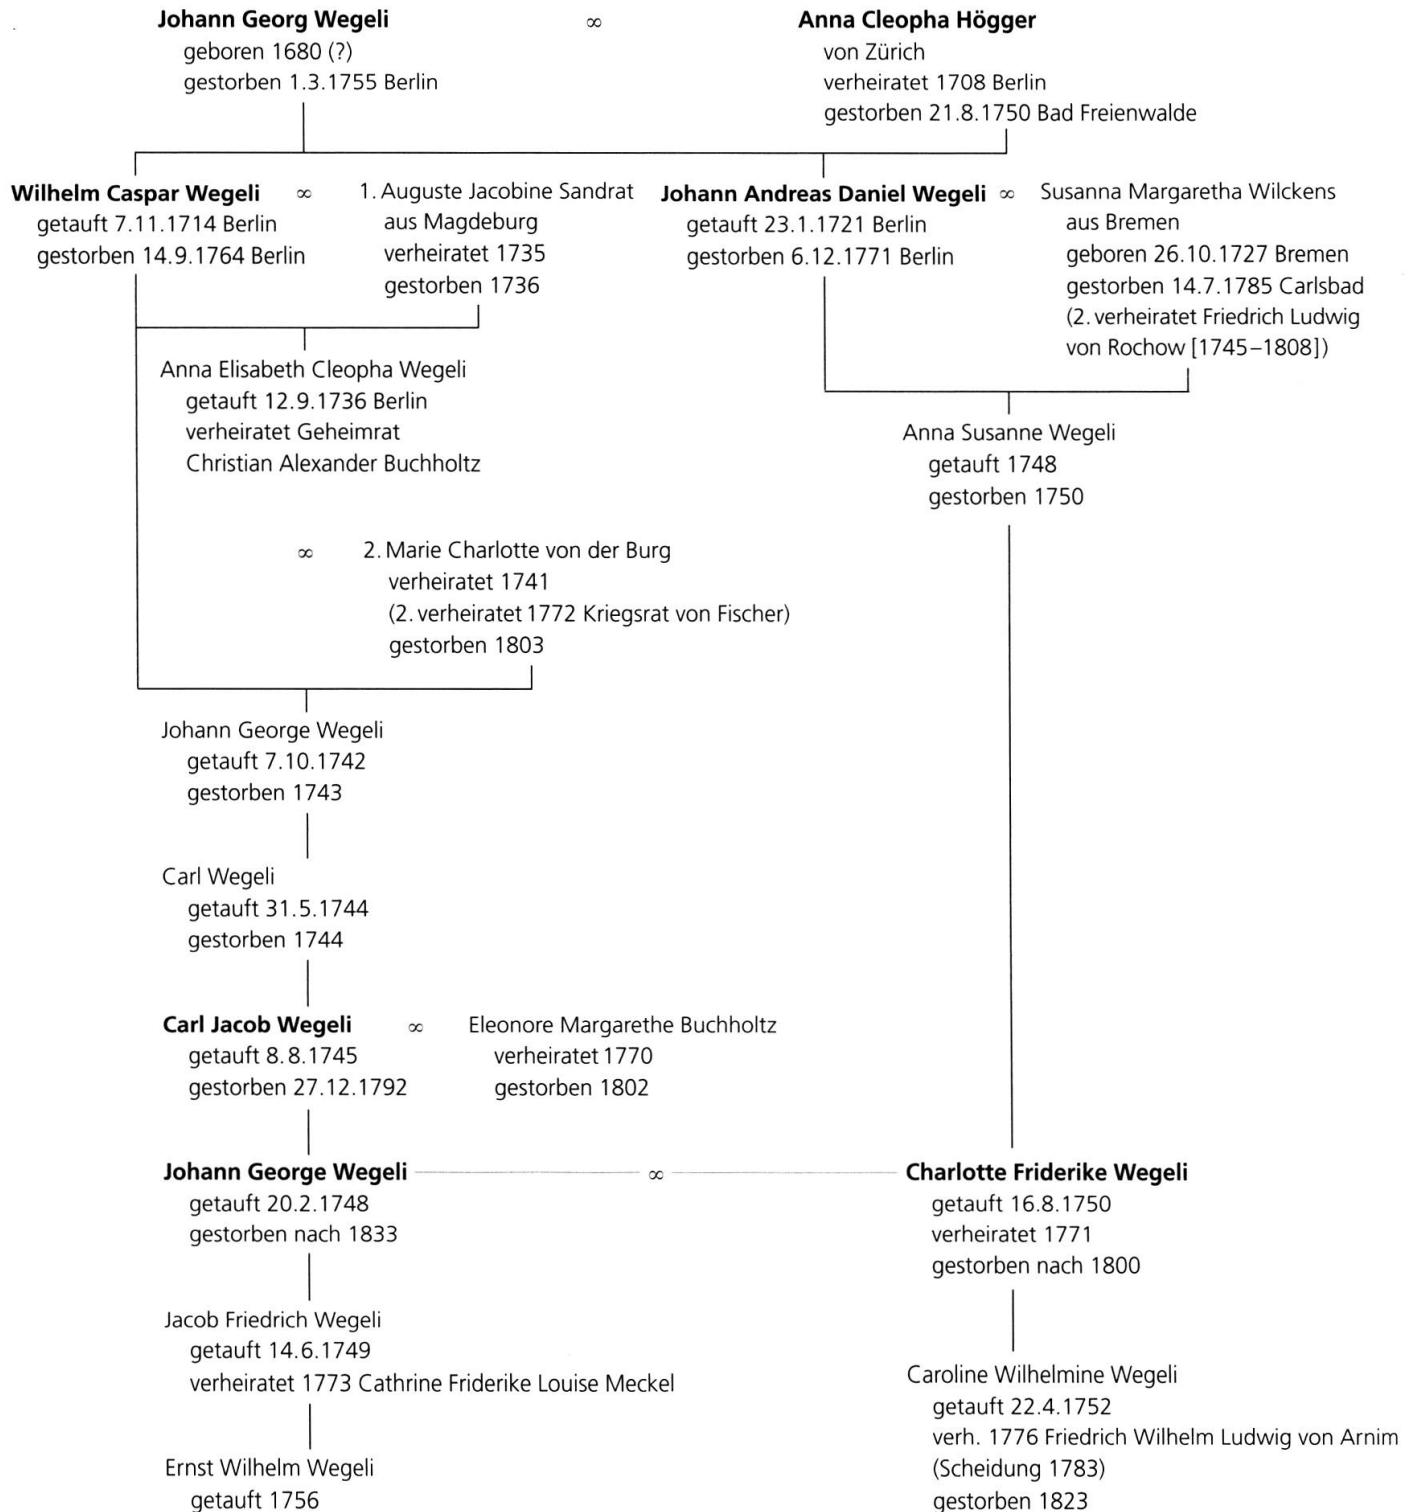 Johann Georg Wegeli ∞ Anna Cleopha Högger
geboren 1680 (?)
gestorben 1.3.1755 Berlin
von Zürich
verheiratet 1708 Berlin
gestorben 21.8.1750 Bad Freienwalde
Wilhelm Caspar Wegeli ∞ 1. Auguste Jacobine Sandrat
getauft 7.11.1714 Berlin
gestorben 14.9.1764 Berlin
aus Magdeburg
verheiratet 1735
gestorben 1736
Johann Andreas Daniel Wegeli ∞ Susanna Margaretha Wilckens
getauft 23.1.1721 Berlin
gestorben 6.12.1771 Berlin
aus Bremen
geboren 26.10.1727 Bremen
gestorben 14.7.1785 Carlsbad
(2. verheiratet Friedrich Ludwig
von Rochow [1745–1808])
Anna Elisabeth Cleopha Wegeli
getauft 12.9.1736 Berlin
verheiratet Geheimrat
Christian Alexander Buchholtz
Anna Susanne Wegeli
getauft 1748
gestorben 1750
∞ 2. Marie Charlotte von der Burg
verheiratet 1741
(2. verheiratet 1772 Kriegsrat von Fischer)
gestorben 1803
Johann George Wegeli
getauft 7.10.1742
gestorben 1743
Carl Wegeli
getauft 31.5.1744
gestorben 1744
Carl Jacob Wegeli ∞ Eleonore Margarethe Buchholtz
getauft 8.8.1745
gestorben 27.12.1792
verheiratet 1770
gestorben 1802
Johann George Wegeli ∞ Charlotte Friderike Wegeli
getauft 20.2.1748
gestorben nach 1833
getauft 16.8.1750
verheiratet 1771
gestorben nach 1800
Jacob Friedrich Wegeli
getauft 14.6.1749
verheiratet 1773 Cathrine Friderike Louise Meckel
Caroline Wilhelmine Wegeli
getauft 22.4.1752
verh. 1776 Friedrich Wilhelm Ludwig von Arnim
(Scheidung 1783)
gestorben 1823
Ernst Wilhelm Wegeli
getauft 1756